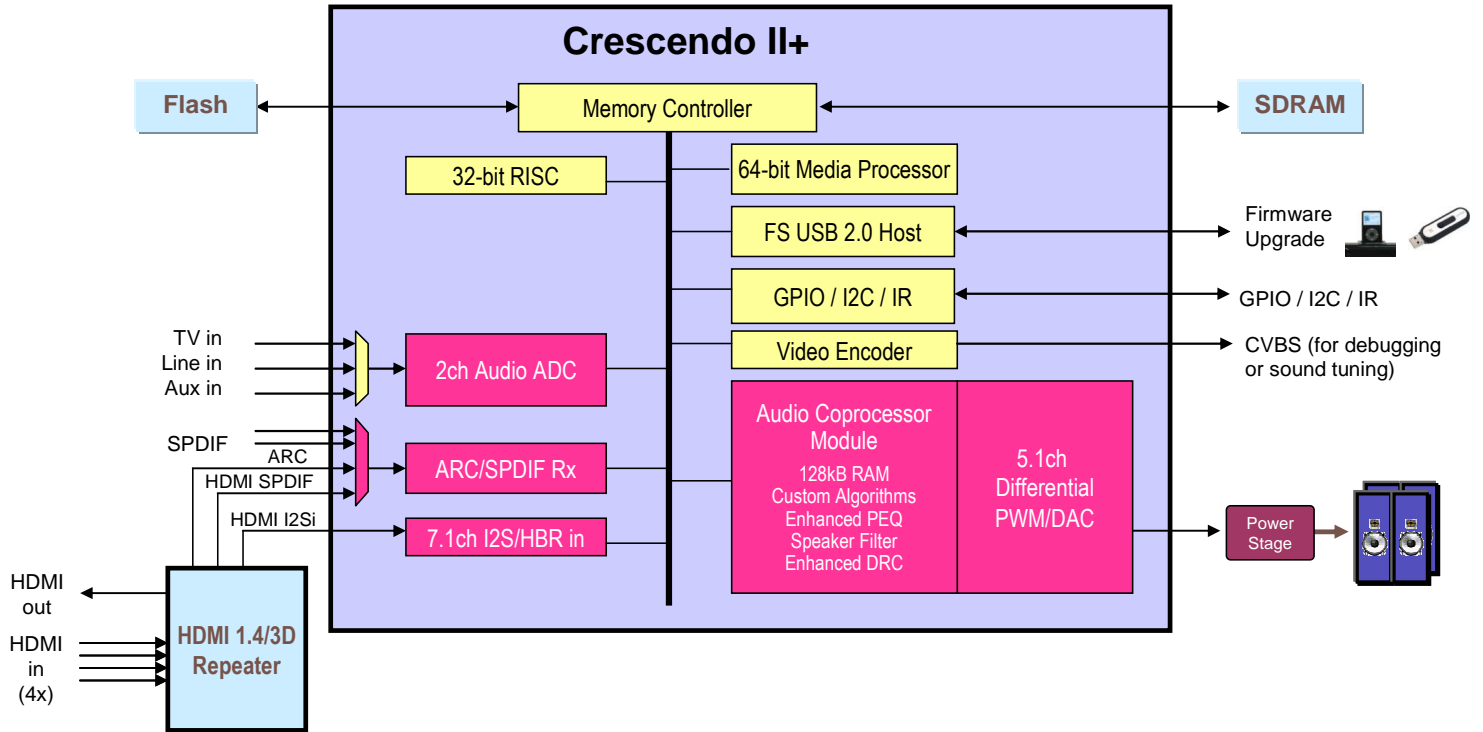 Crescendo II+
Flash
Memory Controller
SDRAM
32-bit RISC
64-bit Media Processor
FS USB 2.0 Host
Firmware
Upgrade
GPIO / I2C / IR
GPIO / I2C / IR
Video Encoder
CVBS (for debugging
or sound tuning)
TV in
Line in
Aux in
2ch Audio ADC
SPDIF
ARC
HDMI SPDIF
ARC/SPDIF Rx
HDMI I2Si
7.1ch I2S/HBR in
Audio Coprocessor
Module
128kB RAM
Custom Algorithms
Enhanced PEQ
Speaker Filter
Enhanced DRC
5.1ch
Differential
PWM/DAC
Power
Stage
HDMI
out
HDMI
in
(4x)
HDMI 1.4/3D
Repeater